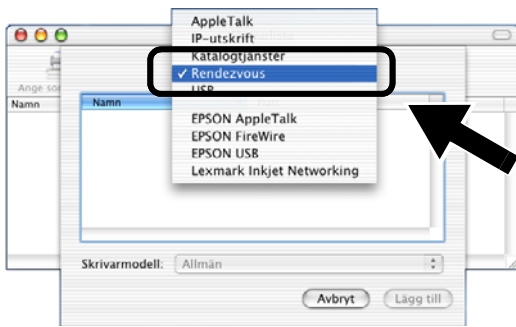 AppleTalk
IP-utskrift
Katalogtjänster
✓ Rendezvous
USB
EPSON AppleTalk
EPSON FireWire
EPSON USB
Lexmark Inkjet Networking
Ange
Namn
Namn
Skrivarmodell: Allmän
Avbryt
Lägg till